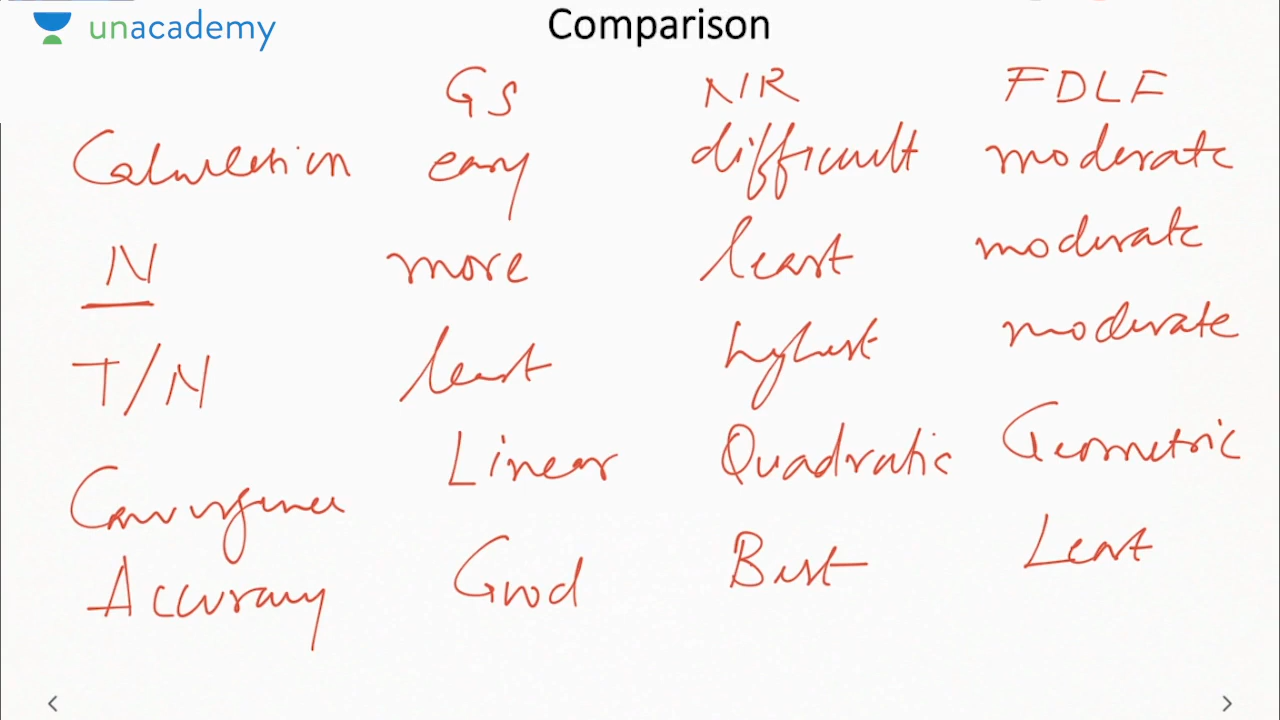 unacademy
Comparison
GS NR FDLF
Calculation easy difficult moderate
N more least moderate
T/N least highest moderate
Convergence Linear Quadratic Geometric
Accuracy Good Best Least